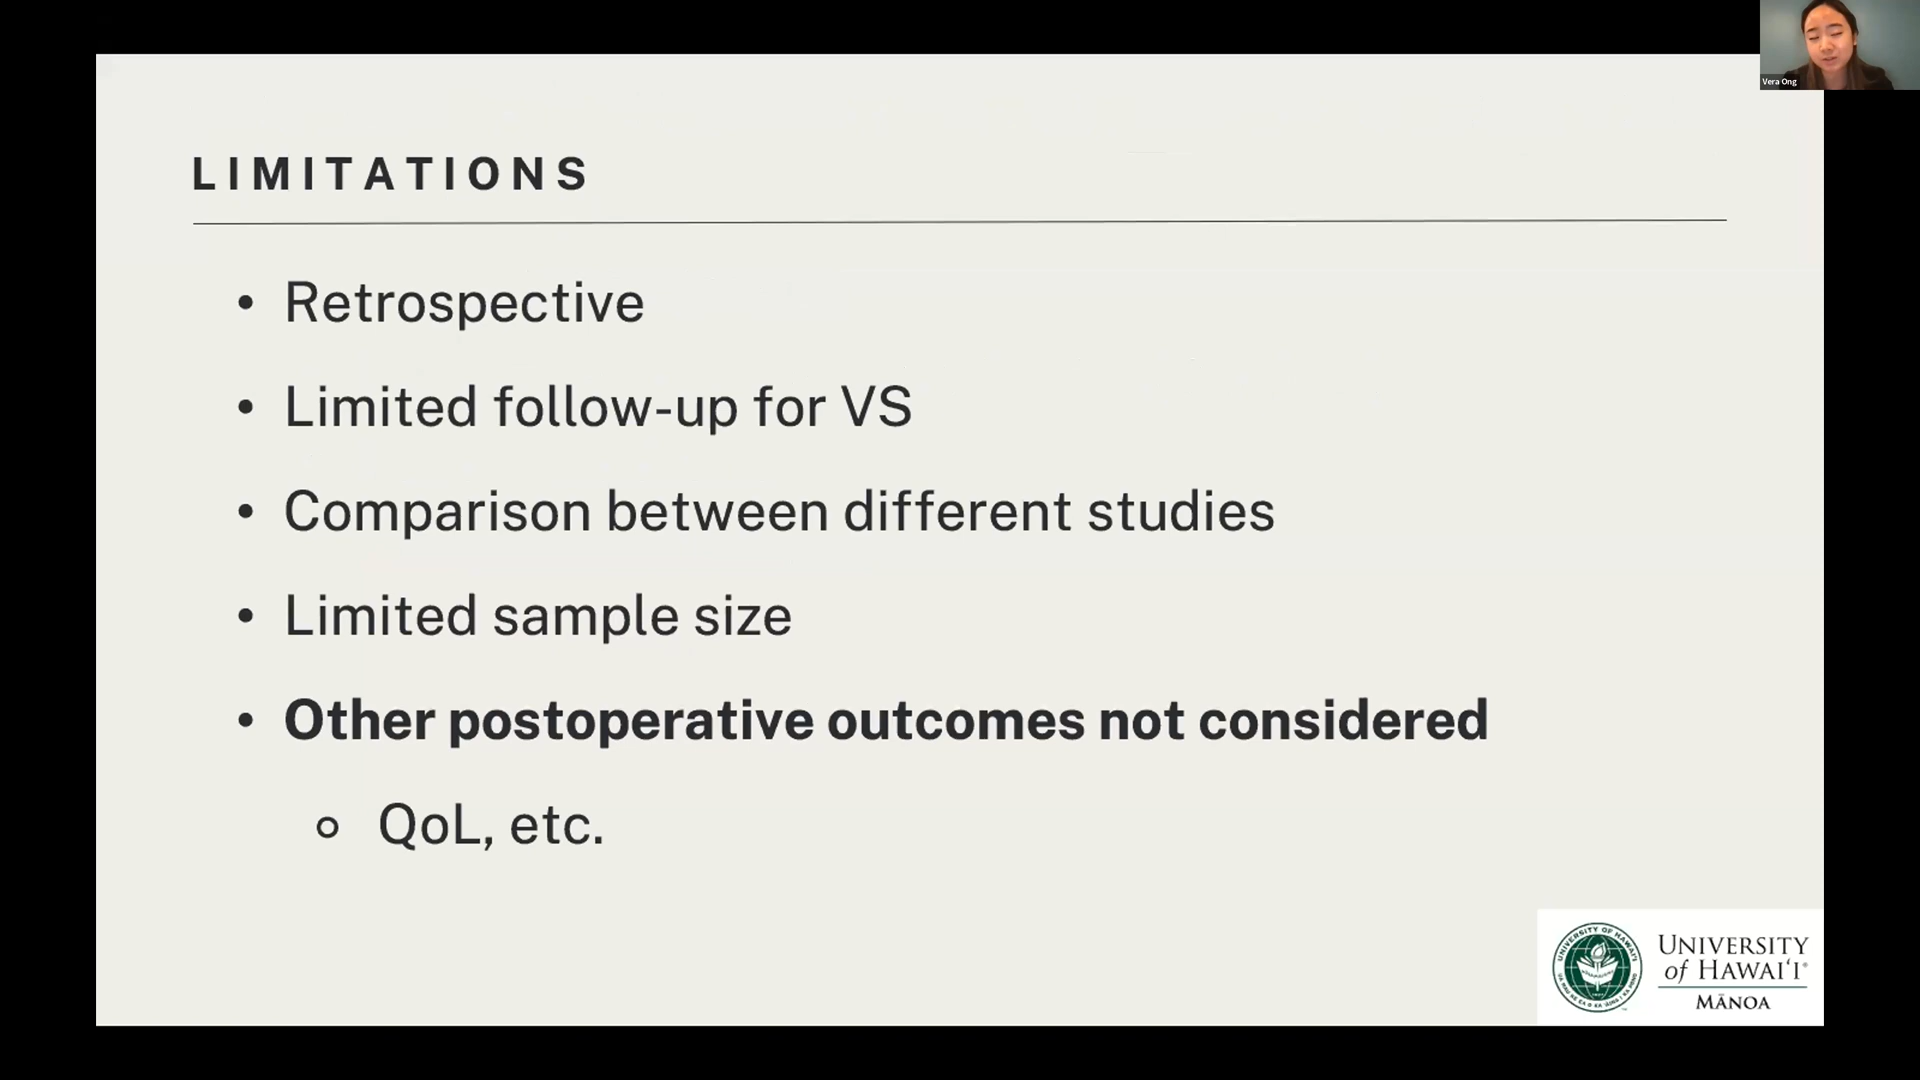 Vera Ong
LIMITATIONS
• Retrospective
• Limited follow-up for VS
• Comparison between different studies
• Limited sample size
• Other postoperative outcomes not considered
○ QoL, etc.
UNIVERSITY OF HAWAI‘I
UNIVERSITY
of HAWAI‘I®
MĀNOA